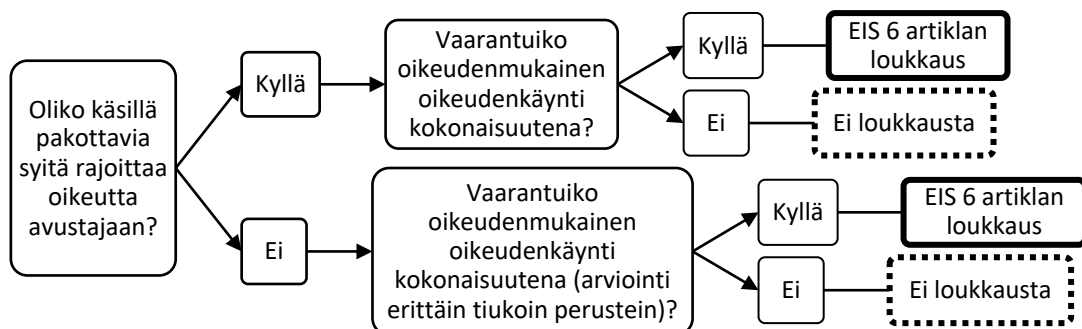 Oliko käsillä
pakottavia
syitä rajoittaa
oikeutta
avustajaan?
Kyllä
Vaarantuiko
oikeudenmukainen
oikeudenkäynti
kokonaisuutena?
Kyllä
EIS 6 artiklan
loukkaus
Ei
Ei loukkausta
Ei
Vaarantuiko
oikeudenmukainen
oikeudenkäynti
kokonaisuutena (arviointi
erittäin tiukoin perustein)?
Kyllä
EIS 6 artiklan
loukkaus
Ei
Ei loukkausta